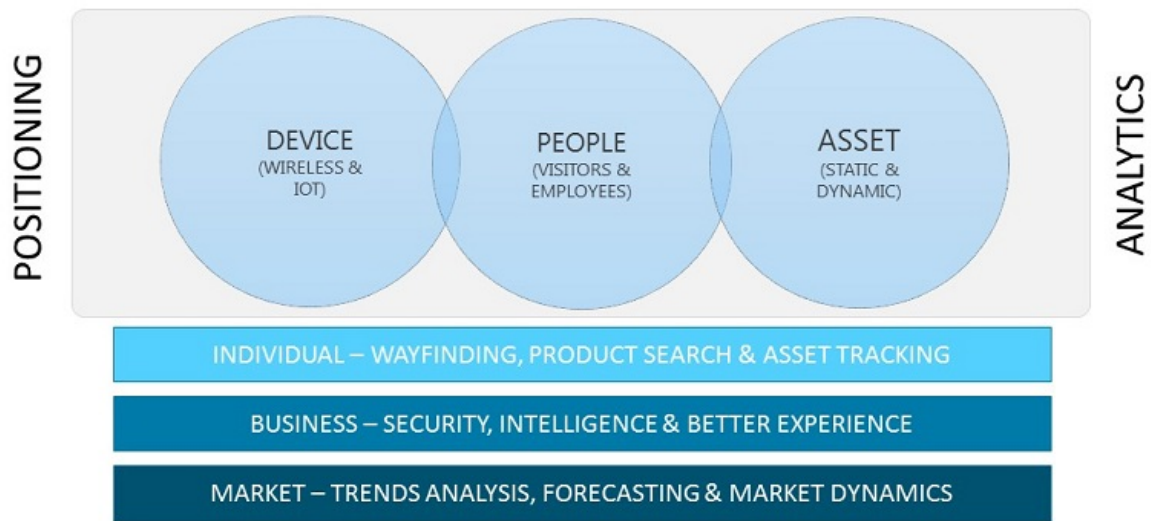 POSITIONING
DEVICE
(WIRELESS &
IOT)
PEOPLE
(VISITORS &
EMPLOYEES)
ASSET
(STATIC &
DYNAMIC)
ANALYTICS
INDIVIDUAL – WAYFINDING, PRODUCT SEARCH & ASSET TRACKING
BUSINESS – SECURITY, INTELLIGENCE & BETTER EXPERIENCE
MARKET – TRENDS ANALYSIS, FORECASTING & MARKET DYNAMICS